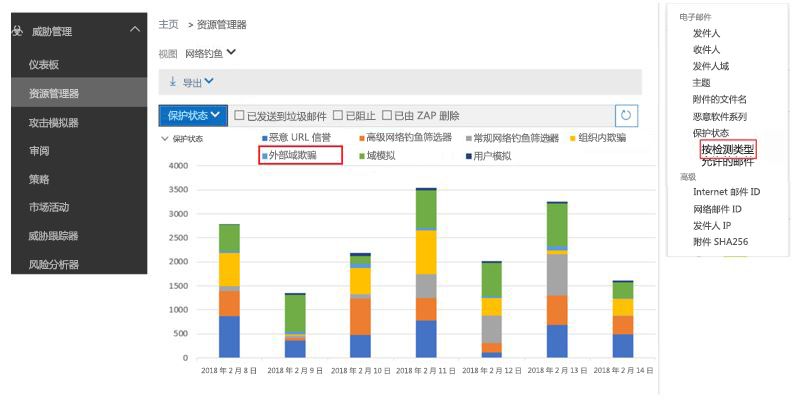 威胁管理
仪表板
资源管理器
攻击模拟器
审阅
策略
市场活动
威胁跟踪器
风险分析器
主页 > 资源管理器
视图 网络钓鱼
导出
保护状态 已发送到垃圾邮件 已阻止 已由 ZAP 删除
保护状态 恶意 URL 信誉 高级网络钓鱼筛选器 常规网络钓鱼筛选器 组织内欺骗
外部域欺骗 域模拟 用户模拟
4000
3500
3000
2500
2000
1500
1000
500
0
2018 年 2 月 8 日 2018 年 2 月 9 日 2018 年 2 月 10 日 2018 年 2 月 11 日 2018 年 2 月 12 日 2018 年 2 月 13 日 2018 年 2 月 14 日
电子邮件
发件人
收件人
发件人域
主题
附件的文件名
恶意软件系列
保护状态
按检测类型
允许的邮件
高级
Internet 邮件 ID
网络邮件 ID
发件人 IP
附件 SHA256